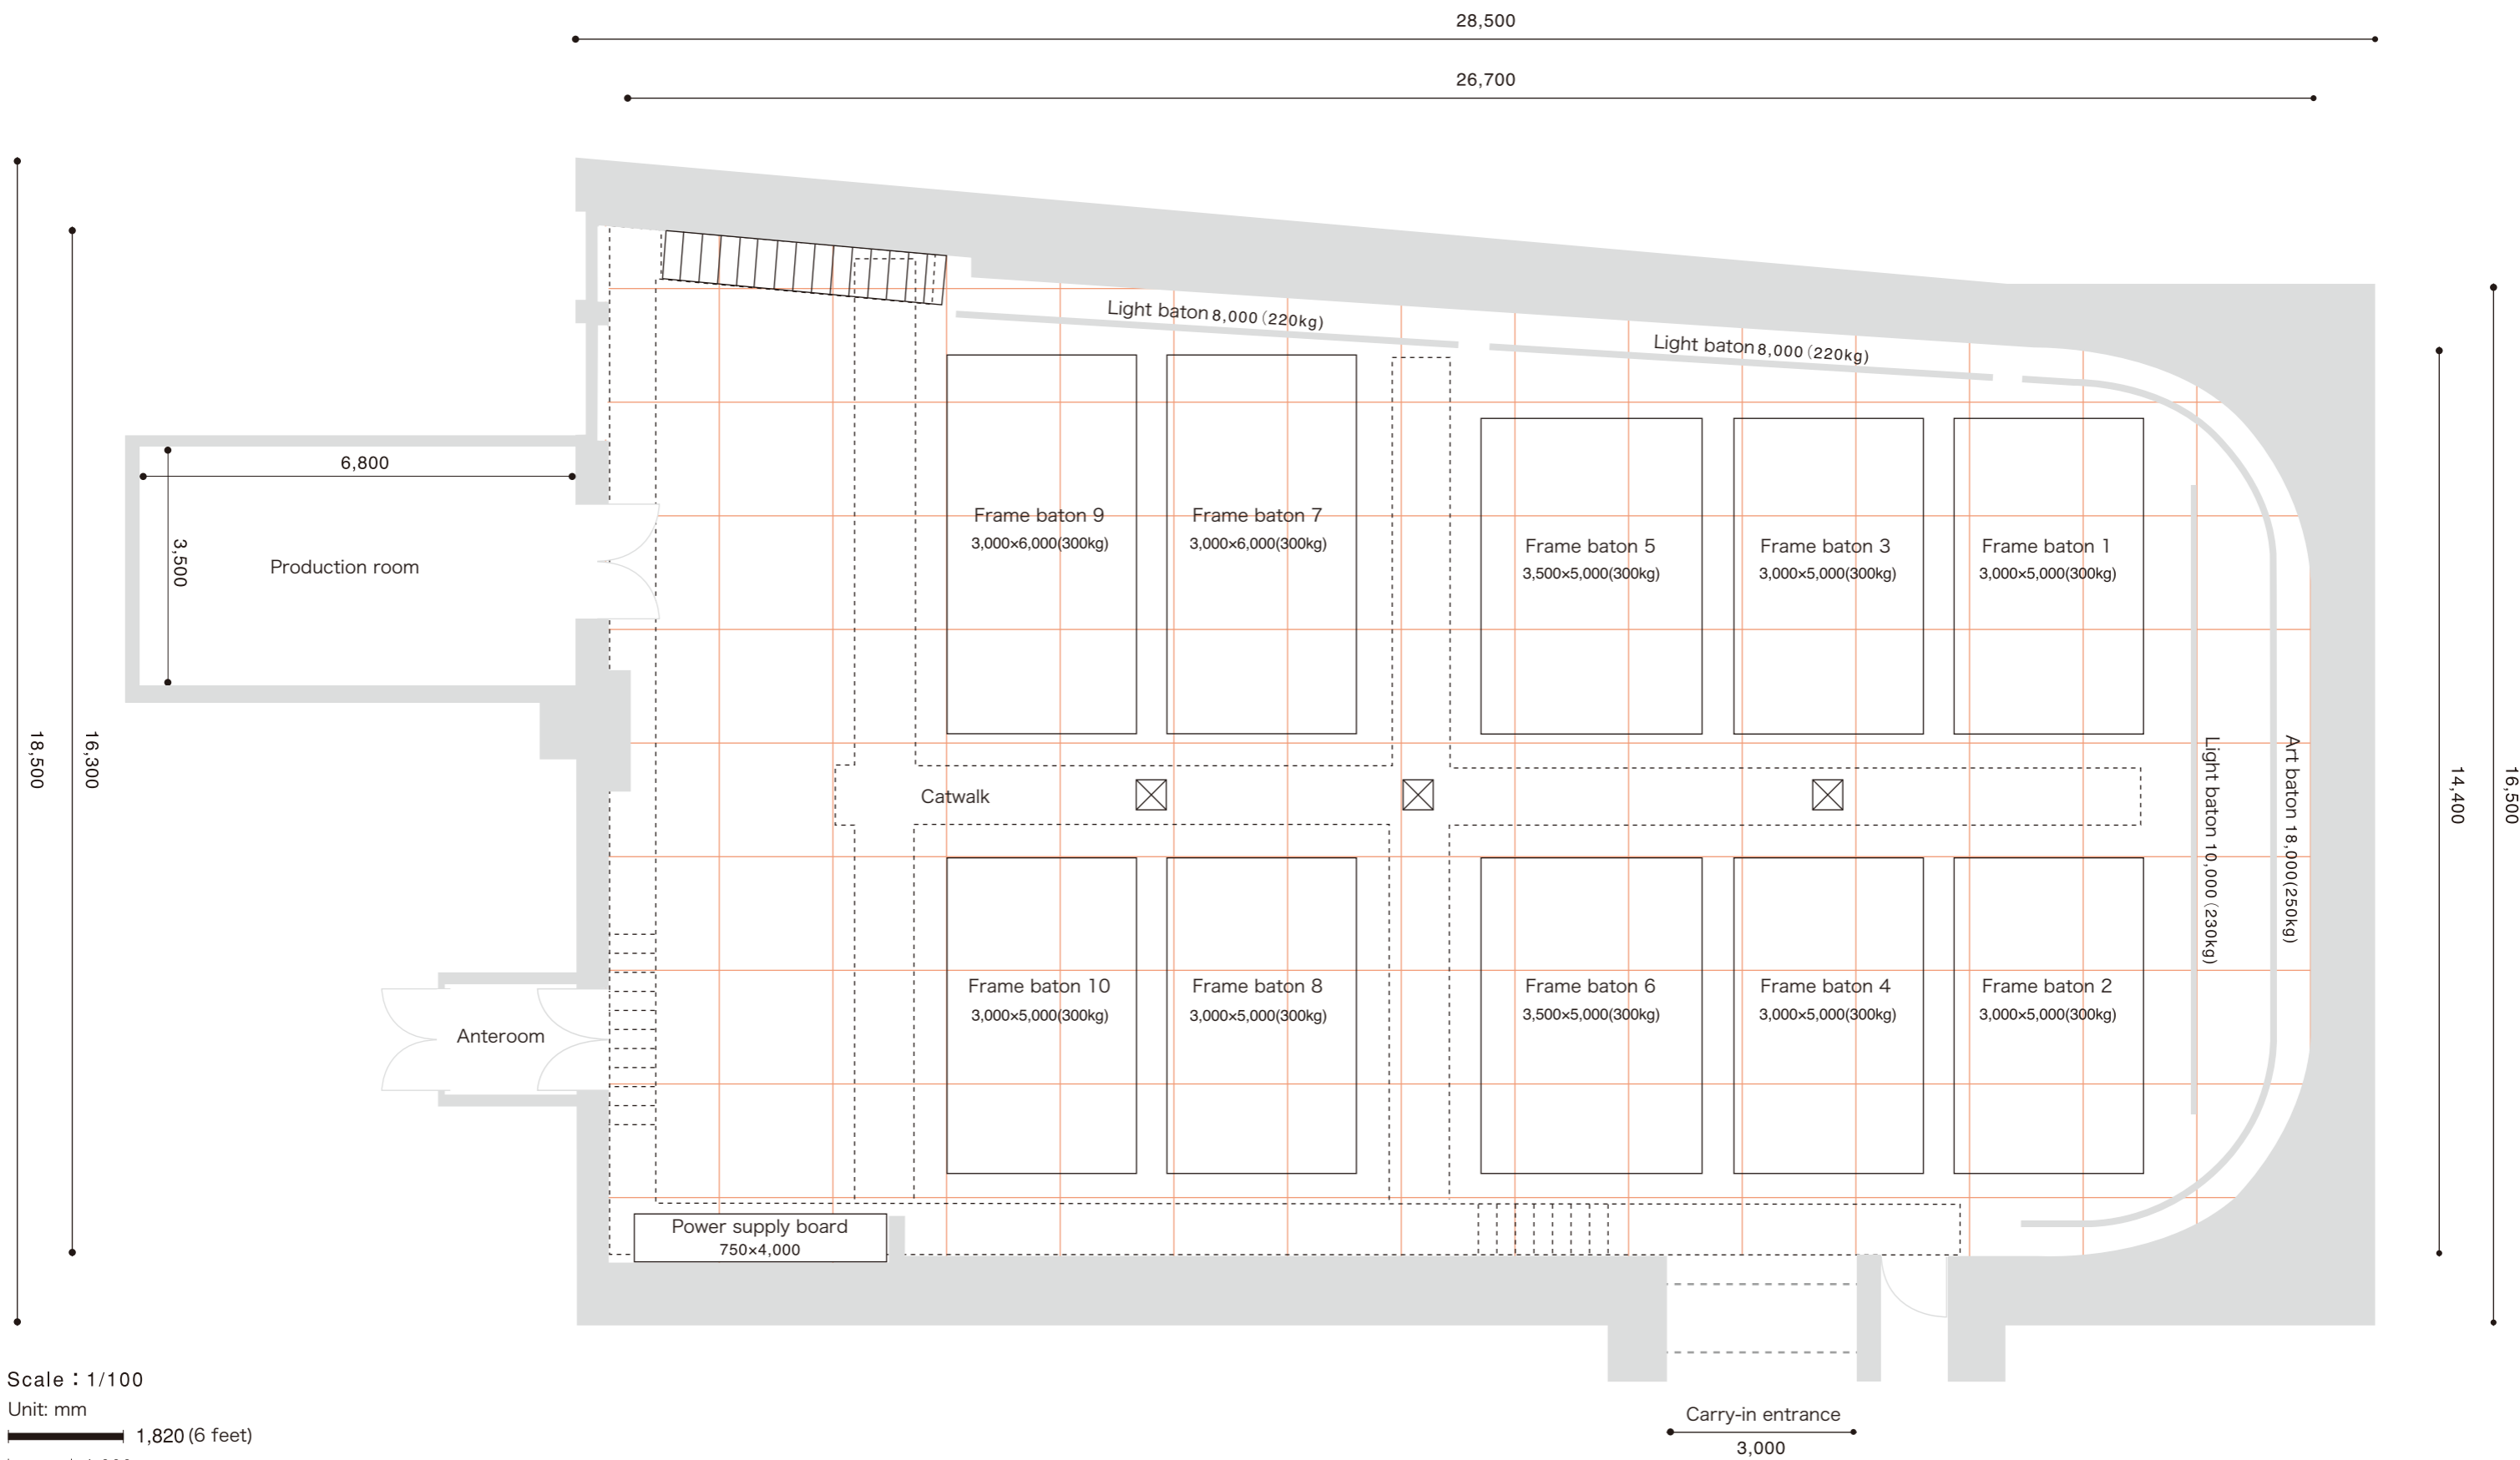 28,500
26,700
Light baton 8,000（220kg）
Light baton 8,000（220kg）
6,800
3,500
Production room
Frame baton 9
3,000×6,000(300kg)
Frame baton 7
3,000×6,000(300kg)
Frame baton 5
3,500×5,000(300kg)
Frame baton 3
3,000×5,000(300kg)
Frame baton 1
3,000×5,000(300kg)
18,500
16,300
Catwalk
Light baton 10,000（230kg）
Art baton 18,000(250kg)
14,400
16,500
Frame baton 10
3,000×5,000(300kg)
Frame baton 8
3,000×5,000(300kg)
Frame baton 6
3,500×5,000(300kg)
Frame baton 4
3,000×5,000(300kg)
Frame baton 2
3,000×5,000(300kg)
Anteroom
Power supply board
750×4,000
Scale：1/100
Unit: mm
1,820 (6 feet)
Carry-in entrance
3,000